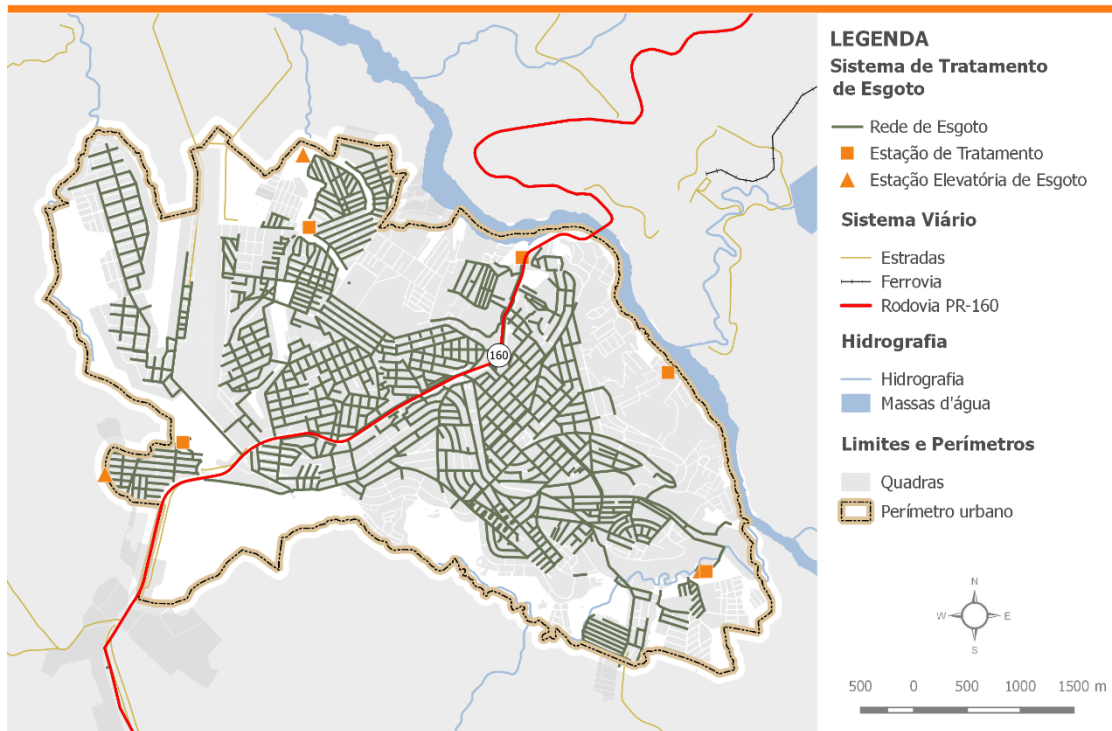 LEGENDA
Sistema de Tratamento
de Esgoto
Rede de Esgoto
Estação de Tratamento
Estação Elevatória de Esgoto
Sistema Viário
Estradas
Ferrovia
Rodovia PR-160
Hidrografia
Hidrografia
Massas d'água
Limites e Perímetros
Quadras
Perímetro urbano
160
N
W E
S
500 0 500 1000 1500 m